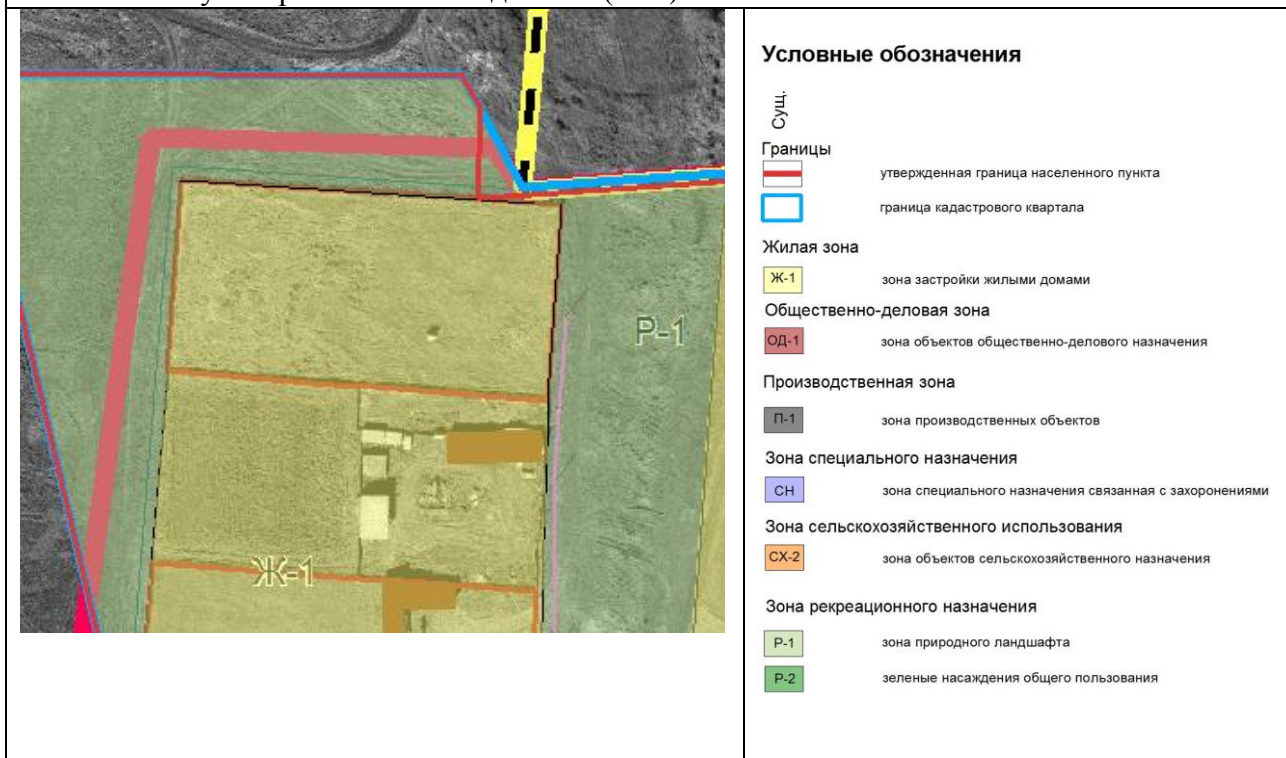 Р-1
Ж-1
Условные обозначения
Сущ.
Границы
утвержденная граница населенного пункта
граница кадастрового квартала
Жилая зона
Ж-1 зона застройки жилыми домами
Общественно-деловая зона
ОД-1 зона объектов общественно-делового назначения
Производственная зона
П-1 зона производственных объектов
Зона специального назначения
СН зона специального назначения связанная с захоронениями
Зона сельскохозяйственного использования
СХ-2 зона объектов сельскохозяйственного назначения
Зона рекреационного назначения
Р-1 зона природного ландшафта
Р-2 зеленые насаждения общего пользования